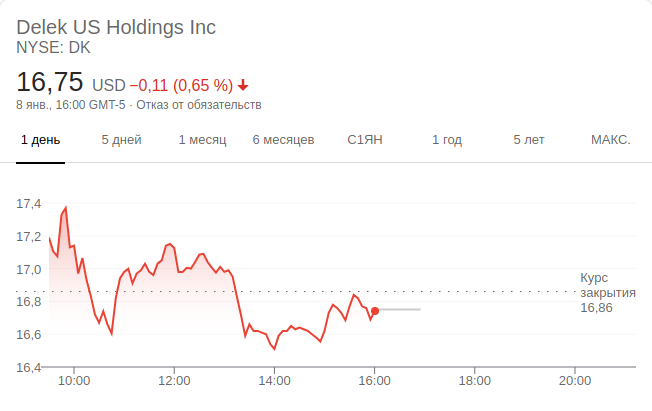 Delek US Holdings Inc
NYSE: DK
16,75 USD −0,11 (0,65 %)
8 янв., 16:00 GMT-5 · Отказ от обязательств
1 день 5 дней 1 месяц 6 месяцев С1ЯН 1 год 5 лет МАКС.
17,4
17,2
17,0
16,8
16,6
16,4
Курс
закрытия
16,86
10:00 12:00 14:00 16:00 18:00 20:00